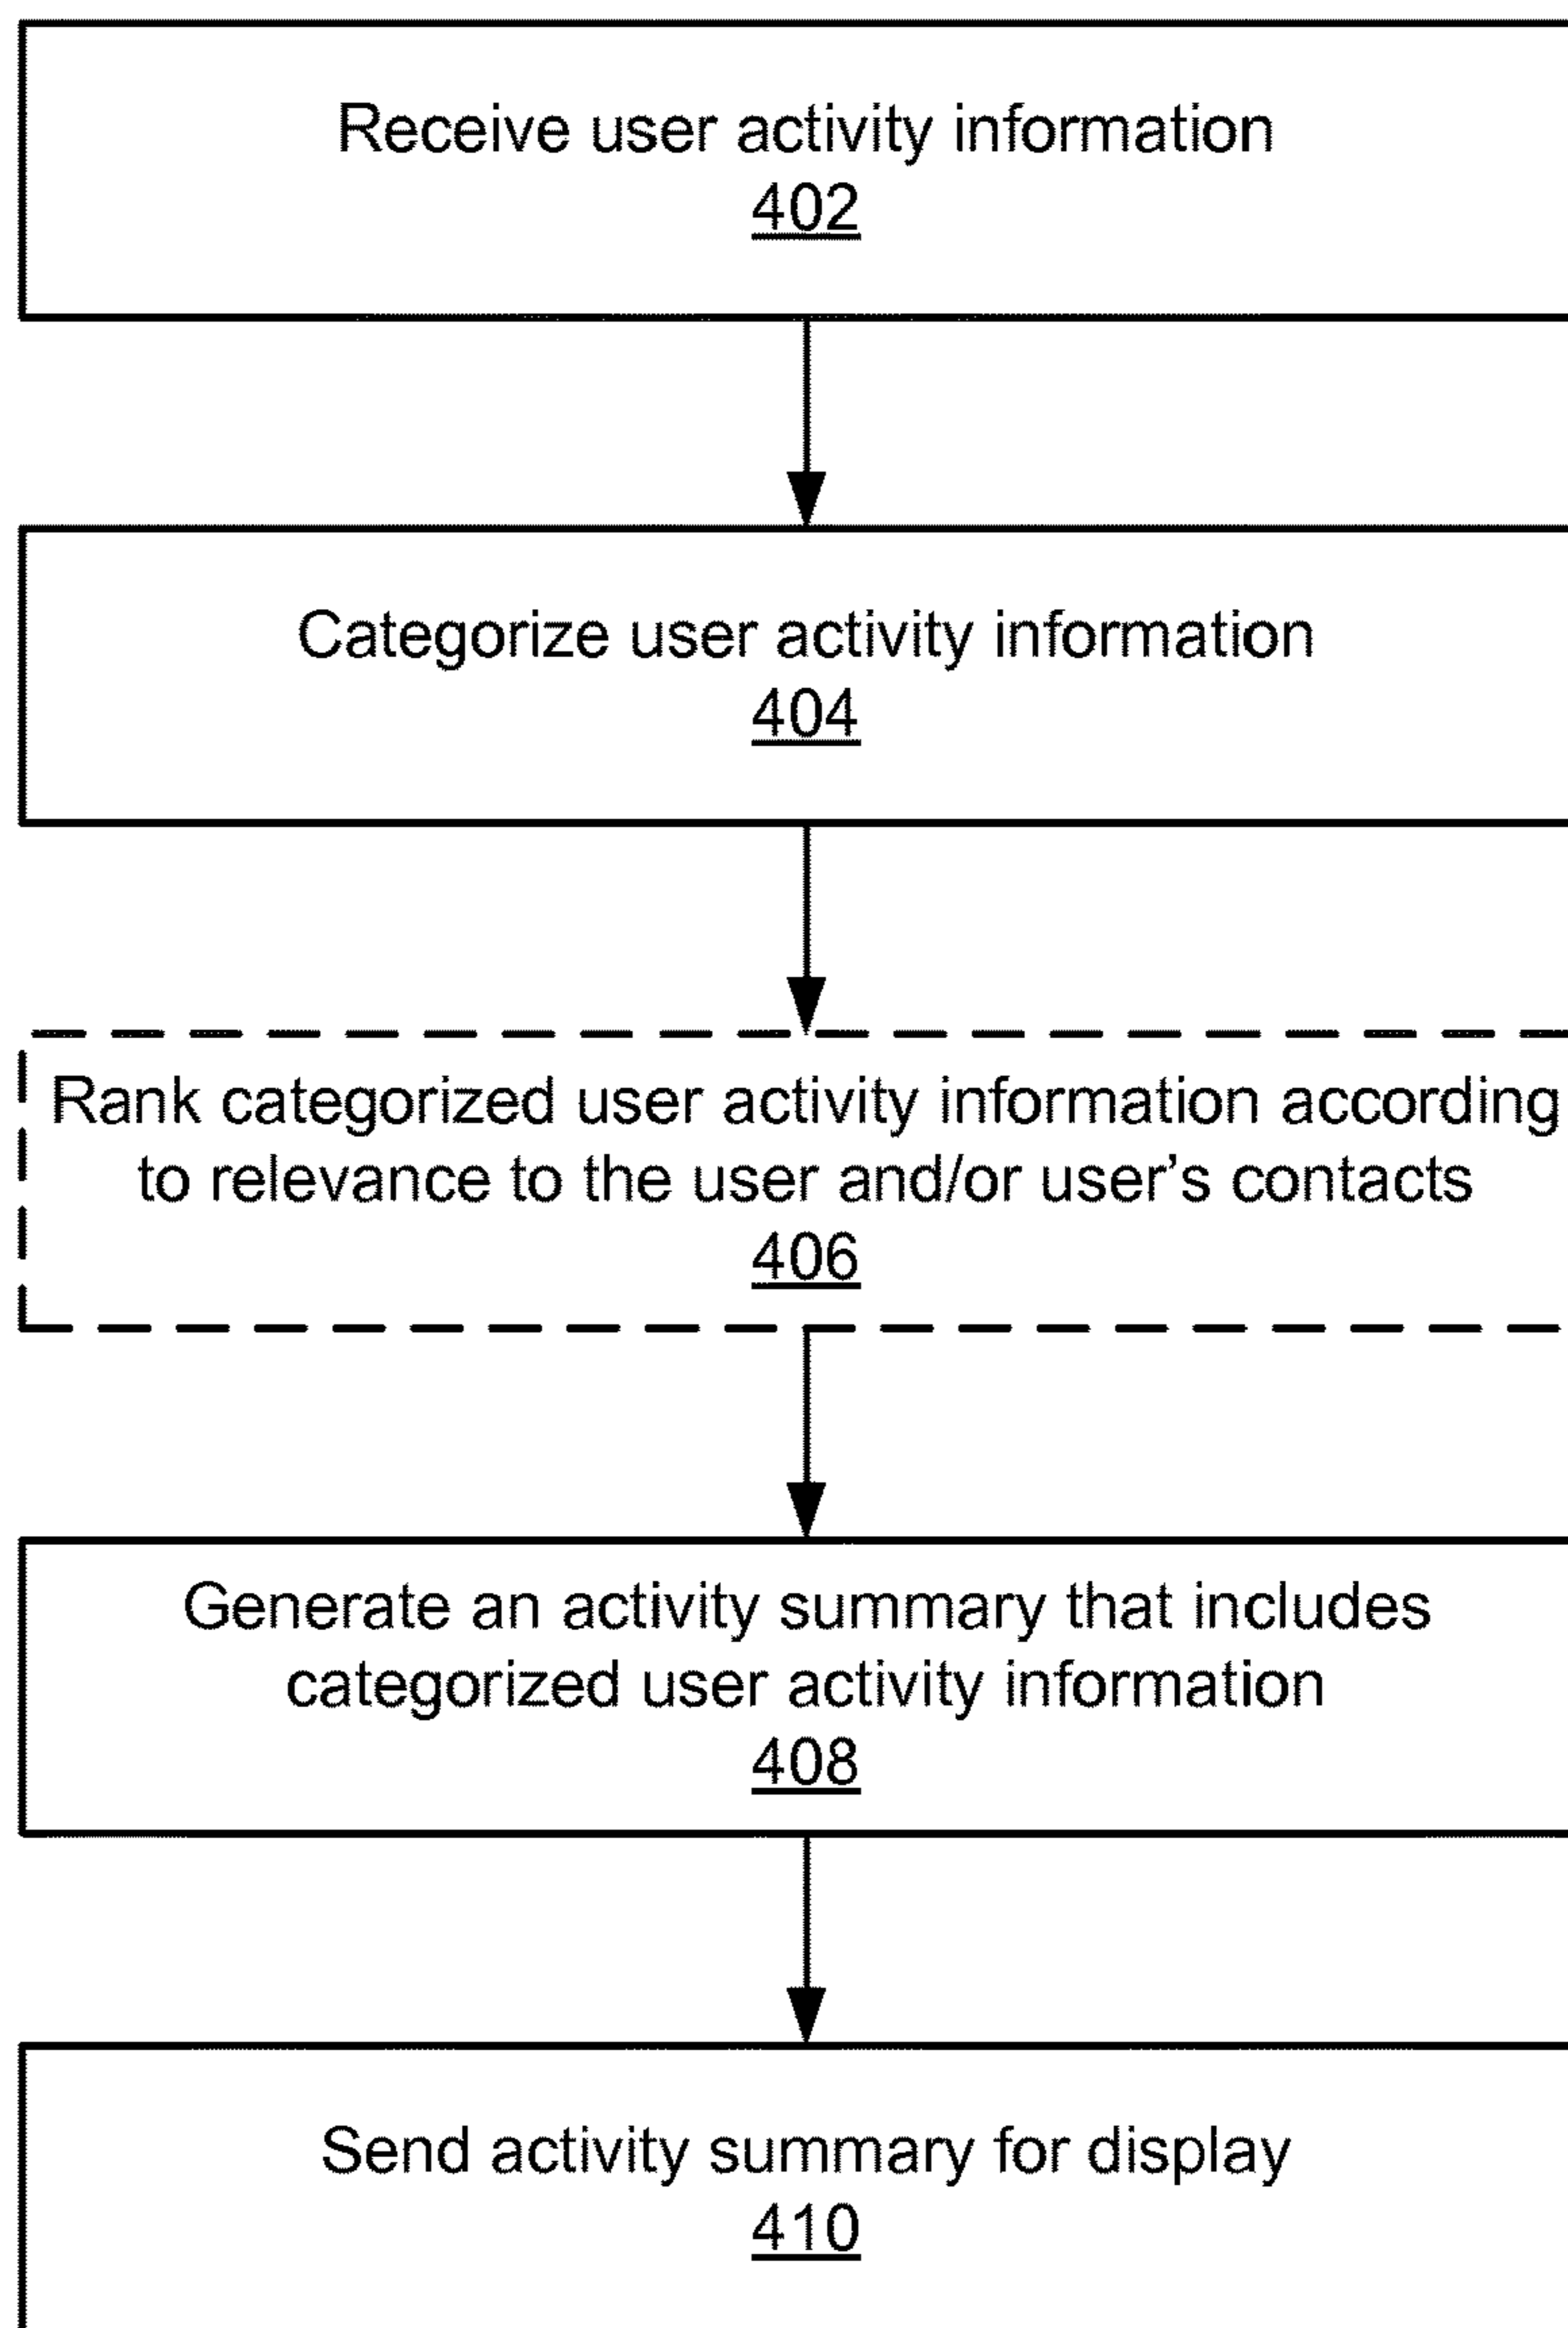 Receive user activity information
402
Categorize user activity information
404
Rank categorized user activity information according
to relevance to the user and/or user's contacts
406
Generate an activity summary that includes
categorized user activity information
408
Send activity summary for display
410